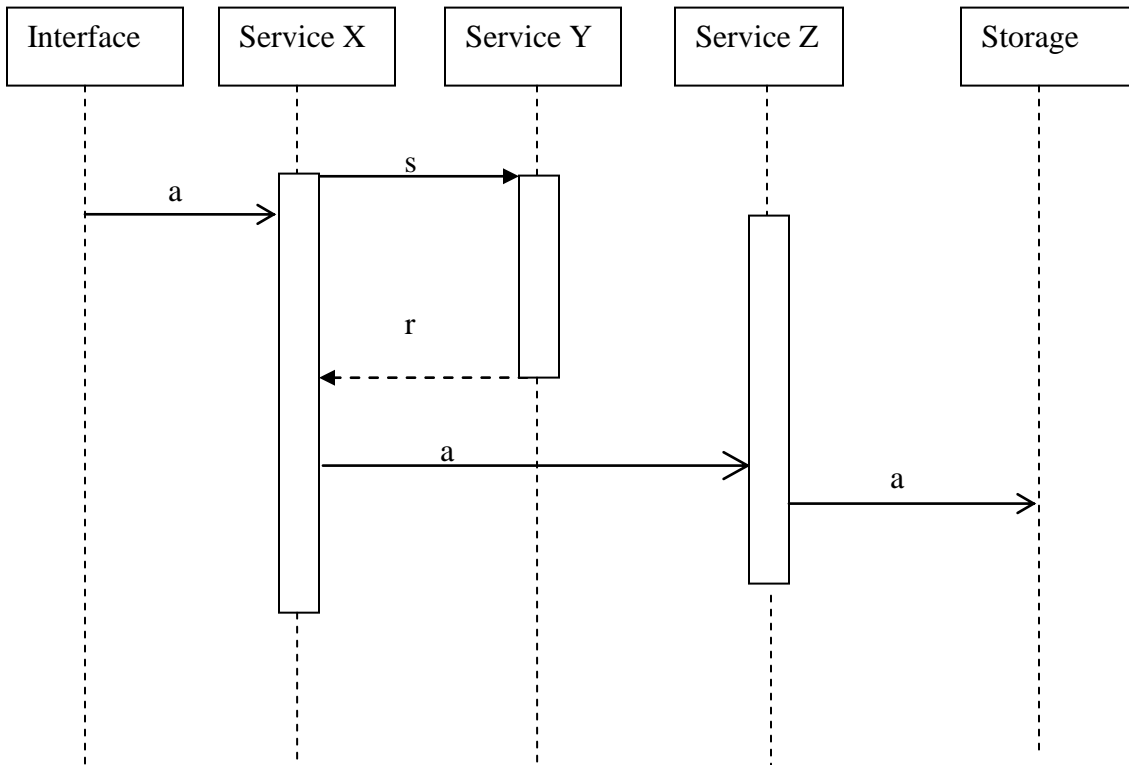 Interface
Service X
Service Y
Service Z
Storage
s
a
r
a
a